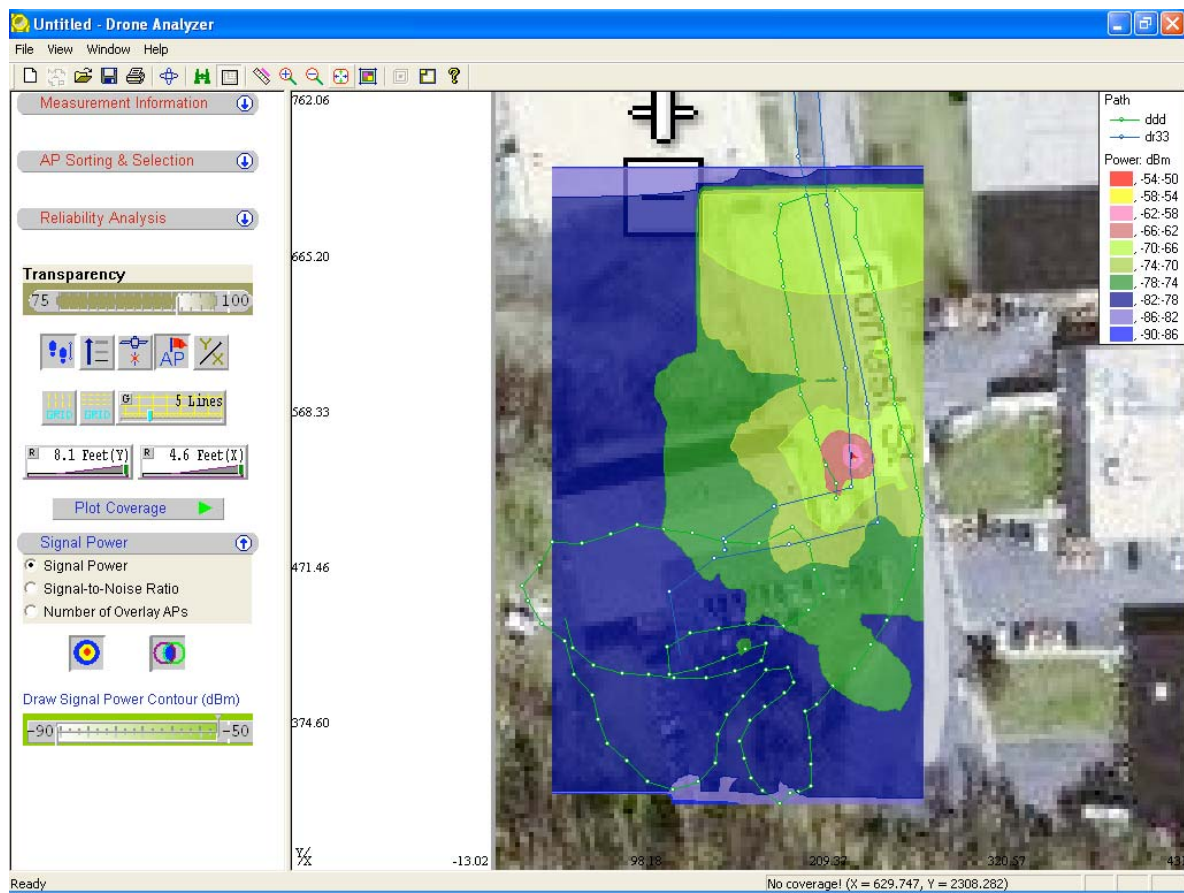 Untitled - Drone Analyzer
File View Window Help
Measurement Information
AP Sorting & Selection
Reliability Analysis
Transparency
75 100
AP Y/X
GRID GRID G 5 Lines
R 8.1 Feet(Y) R 4.6 Feet(X)
Plot Coverage
Signal Power
Signal Power
Signal-to-Noise Ratio
Number of Overlay APs
Draw Signal Power Contour (dBm)
-90 -50
762.06
665.20
568.33
471.46
374.60
Y/X -13.02 98.18 209.37 320.57 43
Path
ddd
dr33
Power: dBm
, -54:-50
, -58:-54
, -62:-58
, -66:-62
, -70:-66
, -74:-70
, -78:-74
, -82:-78
, -86:-82
, -90:-86
Ready No coverage! (X = 629.747, Y = 2308.282)